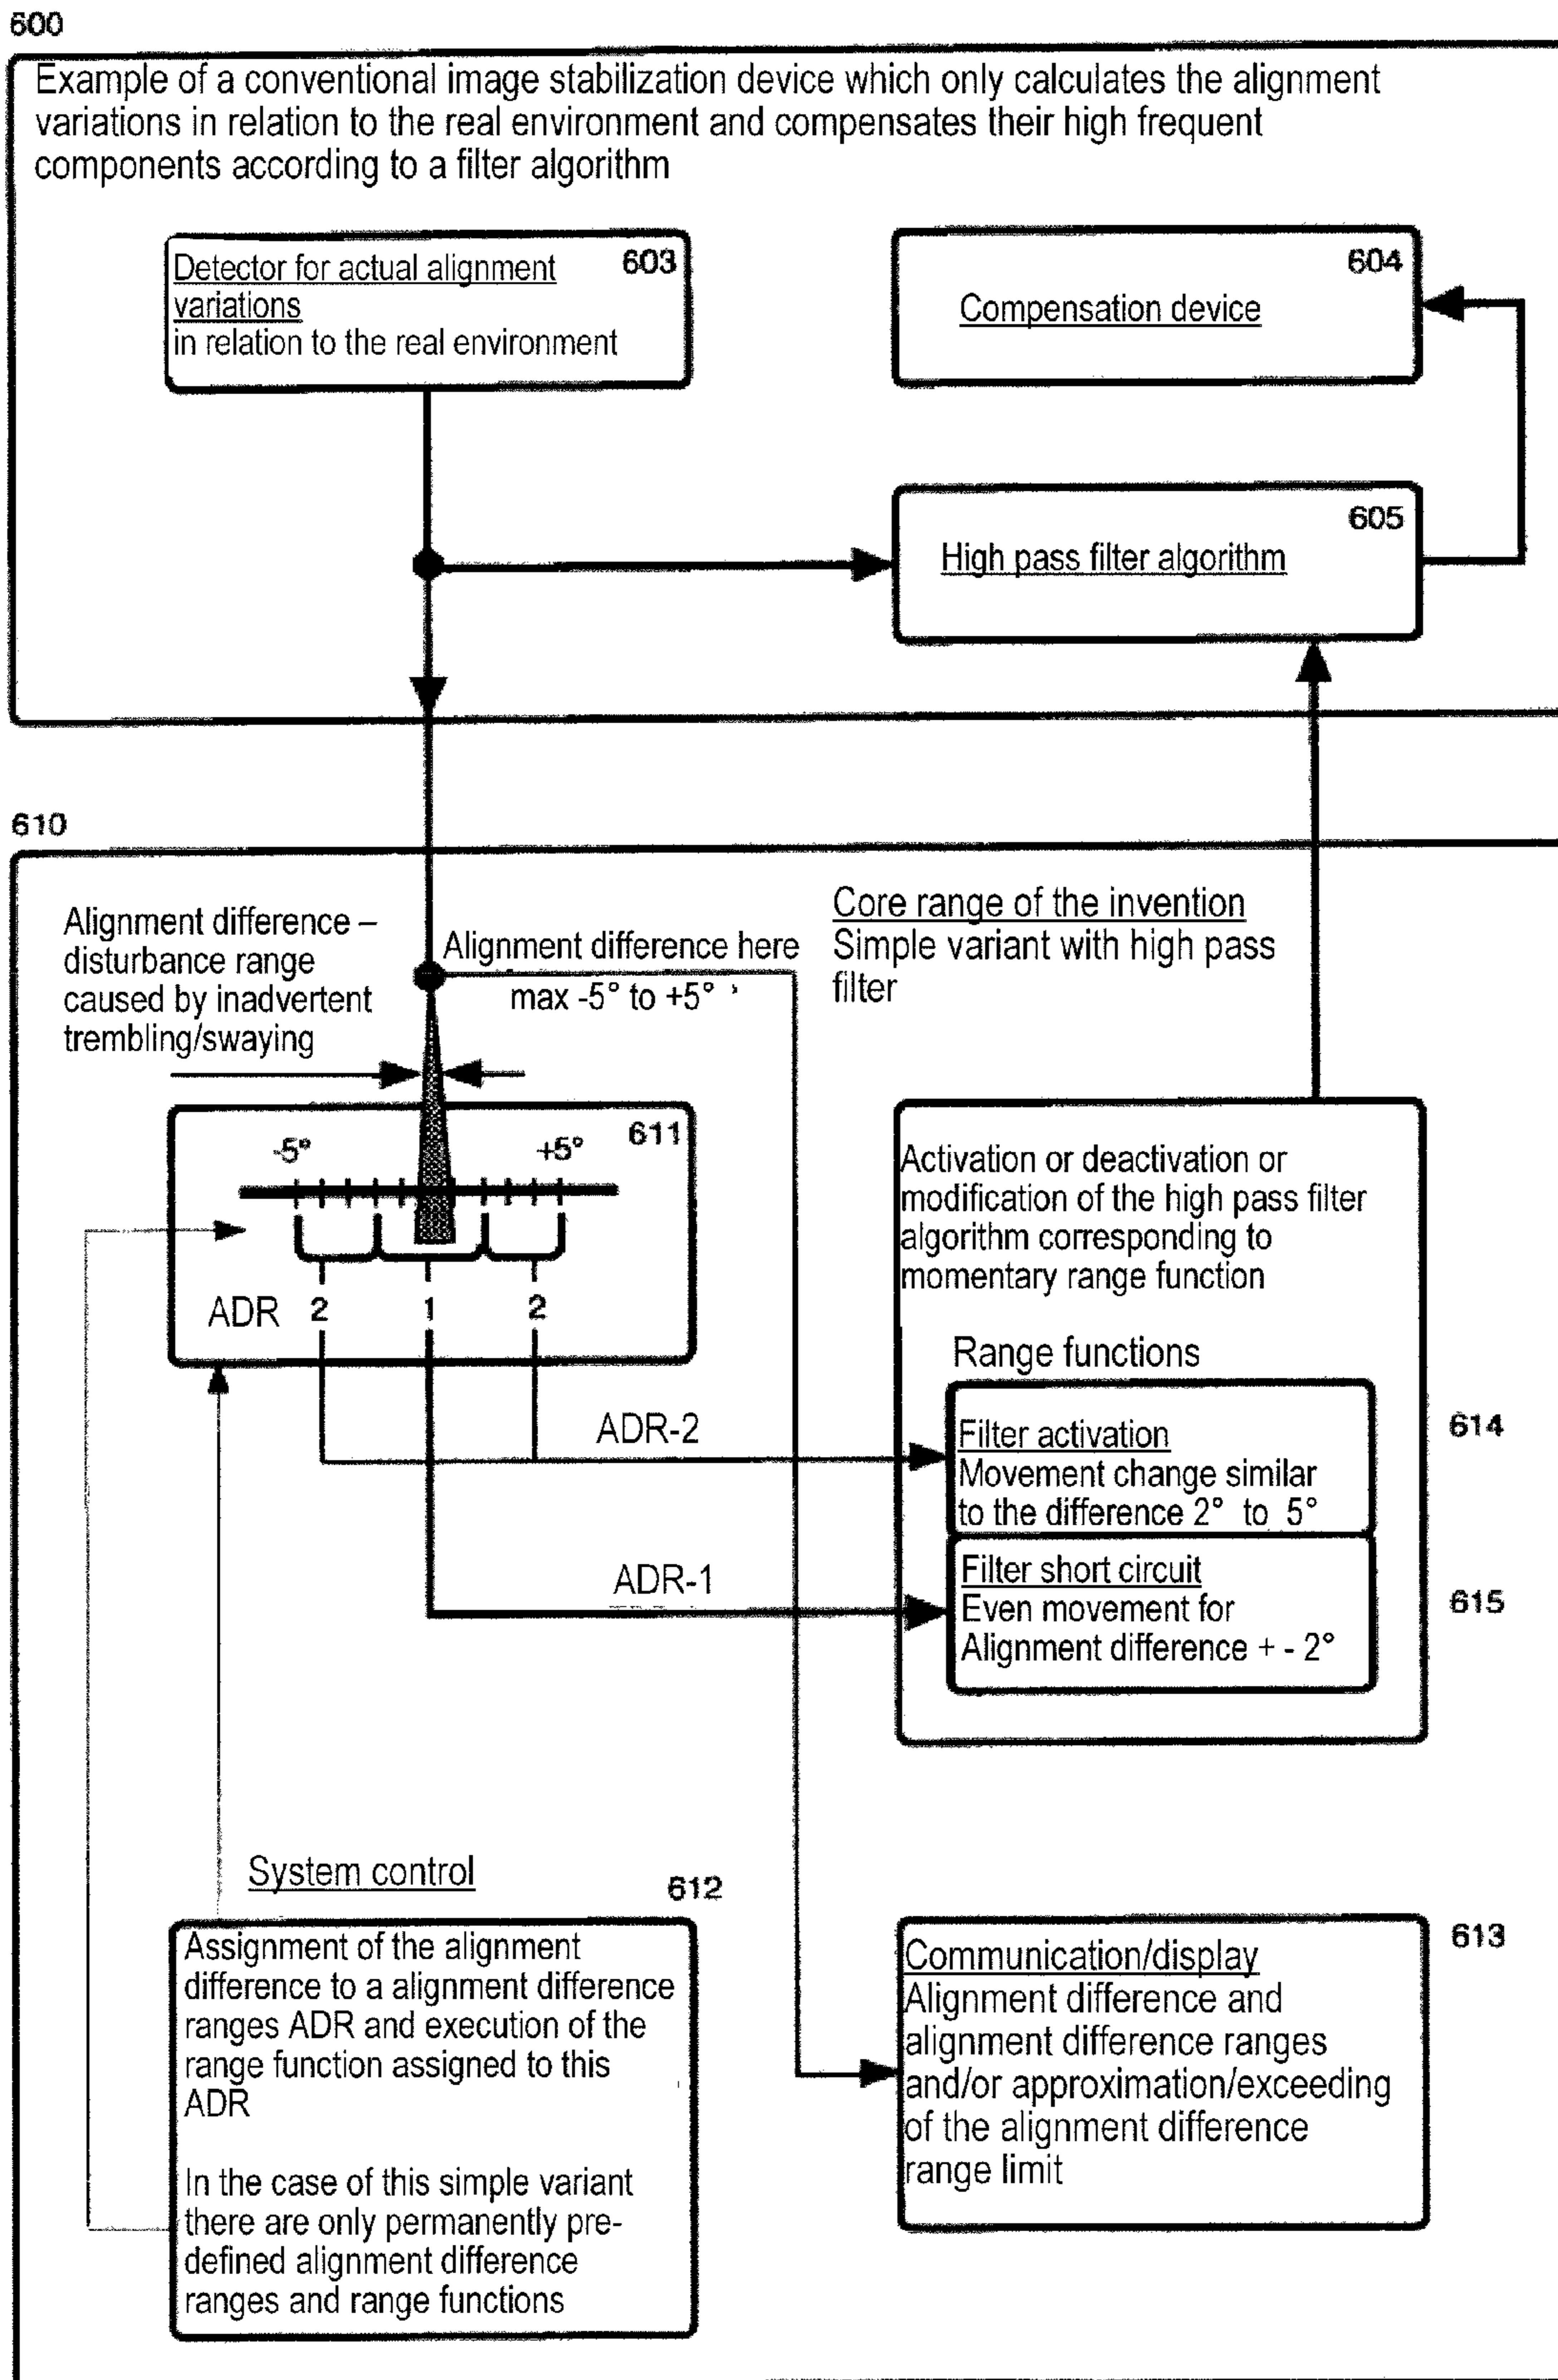 600
Example of a conventional image stabilization device which only calculates the alignment
variations in relation to the real environment and compensates their high frequent
components according to a filter algorithm
Detector for actual alignment 603
variations
in relation to the real environment
604
Compensation device
605
High pass filter algorithm
610
Alignment difference –
disturbance range
caused by inadvertent
trembling/swaying
Alignment difference here
max -5° to +5°
Core range of the invention
Simple variant with high pass
filter
611
-5° +5°
ADR 2 1 2
Activation or deactivation or
modification of the high pass filter
algorithm corresponding to
momentary range function
Range functions
ADR-2
Filter activation
Movement change similar
to the difference 2° to 5°
614
ADR-1
Filter short circuit
Even movement for
Alignment difference + - 2°
615
System control
612
Assignment of the alignment
difference to a alignment difference
ranges ADR and execution of the
range function assigned to this
ADR
In the case of this simple variant
there are only permanently pre-
defined alignment difference
ranges and range functions
613
Communication/display
Alignment difference and
alignment difference ranges
and/or approximation/exceeding
of the alignment difference
range limit